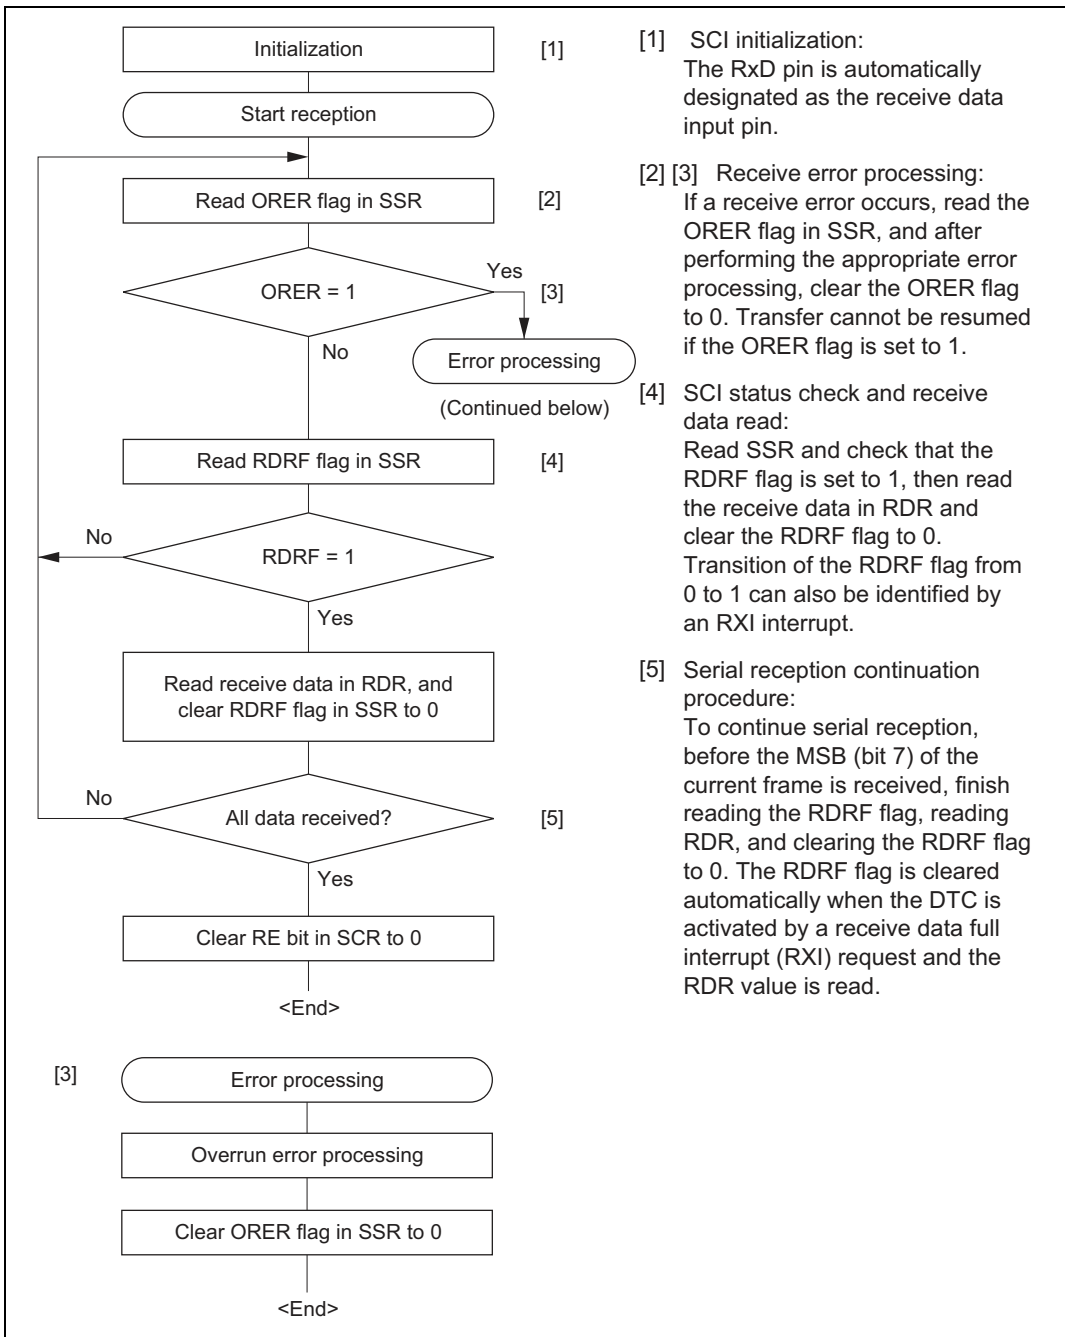 Initialization
[1]
Start reception
Read ORER flag in SSR
[2]
ORER = 1
Yes
[3]
No
Error processing
(Continued below)
Read RDRF flag in SSR
[4]
No
RDRF = 1
Yes
Read receive data in RDR, and
clear RDRF flag in SSR to 0
No
All data received?
[5]
Yes
Clear RE bit in SCR to 0
<End>
[3]
Error processing
Overrun error processing
Clear ORER flag in SSR to 0
<End>
[1] SCI initialization:
The RxD pin is automatically
designated as the receive data
input pin.
[2] [3] Receive error processing:
If a receive error occurs, read the
ORER flag in SSR, and after
performing the appropriate error
processing, clear the ORER flag
to 0. Transfer cannot be resumed
if the ORER flag is set to 1.
[4] SCI status check and receive
data read:
Read SSR and check that the
RDRF flag is set to 1, then read
the receive data in RDR and
clear the RDRF flag to 0.
Transition of the RDRF flag from
0 to 1 can also be identified by
an RXI interrupt.
[5] Serial reception continuation
procedure:
To continue serial reception,
before the MSB (bit 7) of the
current frame is received, finish
reading the RDRF flag, reading
RDR, and clearing the RDRF flag
to 0. The RDRF flag is cleared
automatically when the DTC is
activated by a receive data full
interrupt (RXI) request and the
RDR value is read.